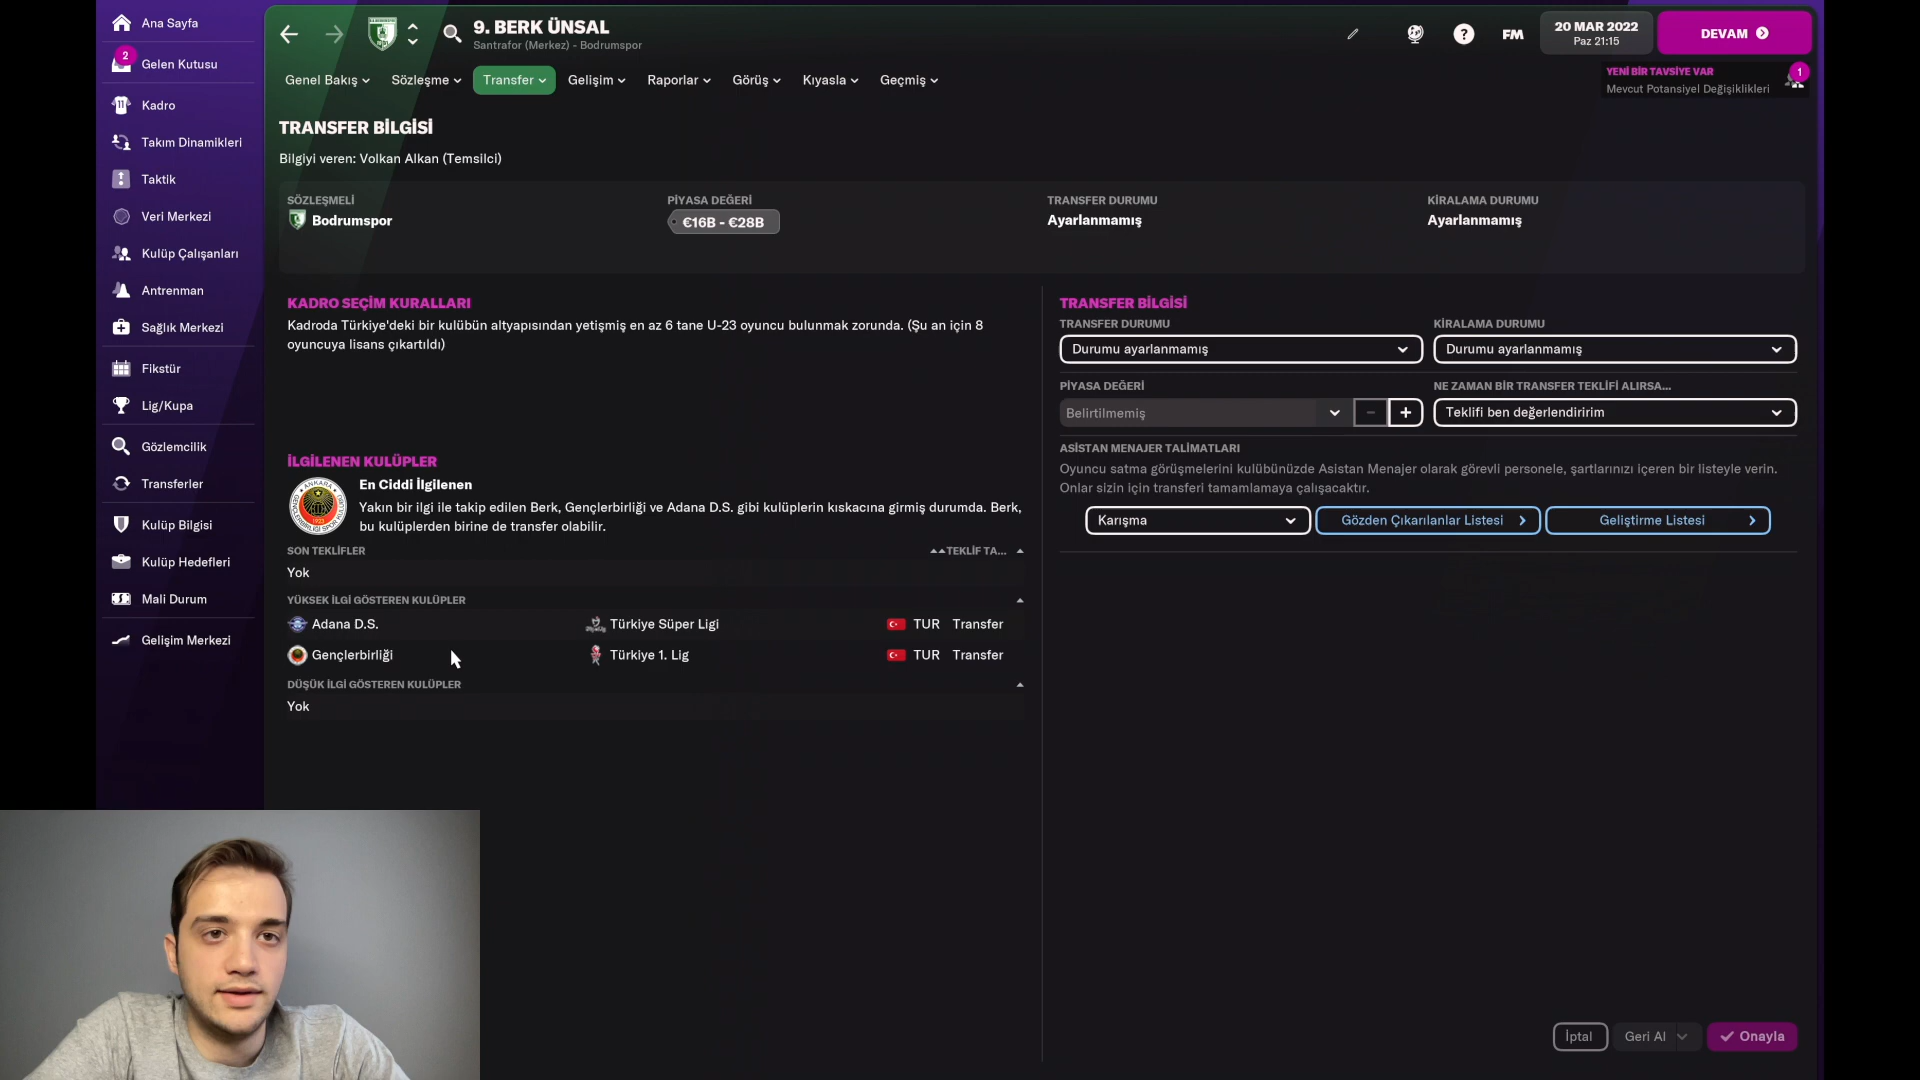 Ana Sayfa
2
Gelen Kutusu
Kadro
Takım Dinamikleri
Taktik
Veri Merkezi
Kulüp Çalışanları
Antrenman
Sağlık Merkezi
Fikstür
Lig/Kupa
Gözlemcilik
Transferler
Kulüp Bilgisi
Kulüp Hedefleri
Mali Durum
Gelişim Merkezi
9. BERK ÜNSAL
Santrafor (Merkez) - Bodrumspor
FM
20 MAR 2022
Paz 21:15
DEVAM
Genel Bakış Sözleşme Transfer Gelişim Raporlar Görüş Kıyasla Geçmiş
YENİ BİR TAVSİYE VAR
1
Mevcut Potansiyel Değişiklikleri
TRANSFER BİLGİSİ
Bilgiyi veren: Volkan Alkan (Temsilci)
SÖZLEŞMELİ
Bodrumspor
PİYASA DEĞERİ
€16B - €28B
TRANSFER DURUMU
Ayarlanmamış
KİRALAMA DURUMU
Ayarlanmamış
KADRO SEÇİM KURALLARI
Kadroda Türkiye'deki bir kulübün altyapısından yetişmiş en az 6 tane U-23 oyuncu bulunmak zorunda. (Şu an için 8
oyuncuya lisans çıkartıldı)
İLGİLENEN KULÜPLER
En Ciddi İlgilenen
Yakın bir ilgi ile takip edilen Berk, Gençlerbirliği ve Adana D.S. gibi kulüplerin kıskacına girmiş durumda. Berk,
bu kulüplerden birine de transfer olabilir.
SON TEKLİFLER TEKLİF TA...
Yok
YÜKSEK İLGİ GÖSTEREN KULÜPLER
Adana D.S. Türkiye Süper Ligi TUR Transfer
Gençlerbirliği Türkiye 1. Lig TUR Transfer
DÜŞÜK İLGİ GÖSTEREN KULÜPLER
Yok
TRANSFER BİLGİSİ
TRANSFER DURUMU
Durumu ayarlanmamış
KİRALAMA DURUMU
Durumu ayarlanmamış
PİYASA DEĞERİ
Belirtilmemiş
NE ZAMAN BİR TRANSFER TEKLİFİ ALIRSA...
Teklifi ben değerlendiririm
ASİSTAN MENAJER TALİMATLARI
Oyuncu satma görüşmelerini kulübünüzde Asistan Menajer olarak görevli personele, şartlarınızı içeren bir listeyle verin.
Onlar sizin için transferi tamamlamaya çalışacaktır.
Karışma Gözden Çıkarılanlar Listesi Geliştirme Listesi
İptal Geri Al Onayla